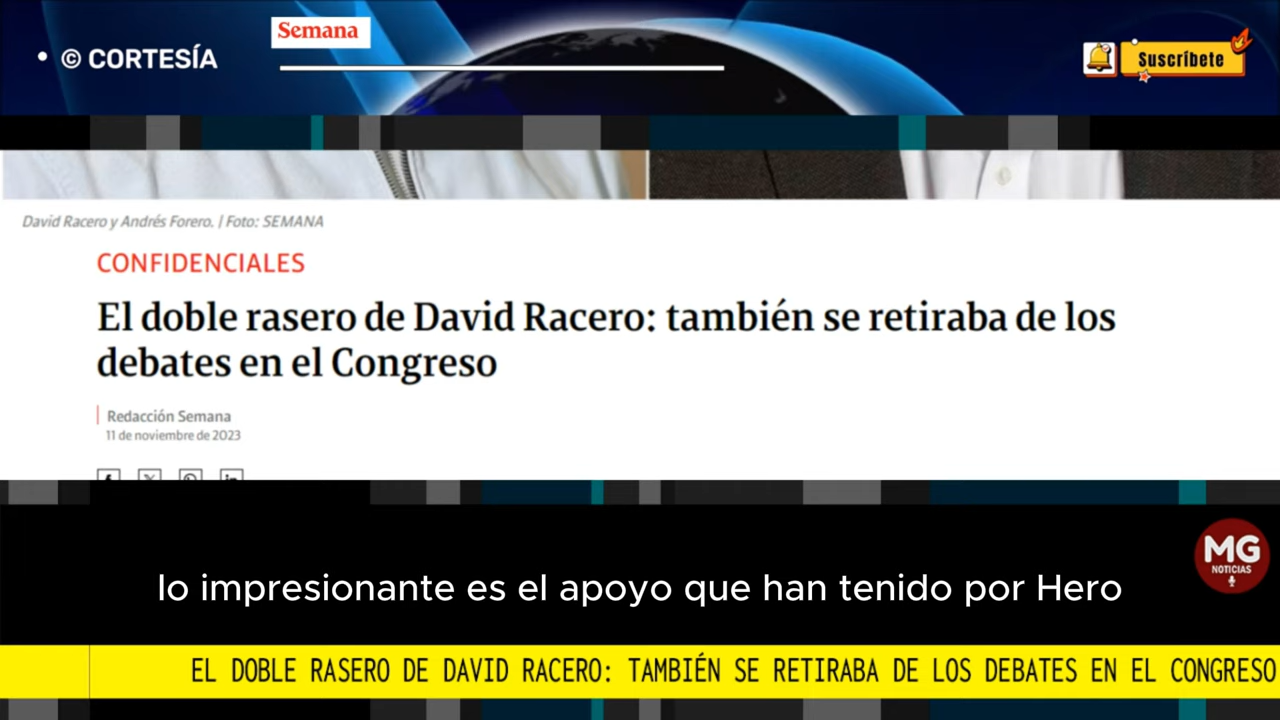 Semana
© CORTESÍA
Suscríbete
David Racero y Andrés Forero. | Foto: SEMANA
CONFIDENCIALES
El doble rasero de David Racero: también se retiraba de los
debates en el Congreso
Redacción Semana
11 de noviembre de 2023
MG
NOTICIAS
lo impresionante es el apoyo que han tenido por Hero
EL DOBLE RASERO DE DAVID RACERO: TAMBIÉN SE RETIRABA DE LOS DEBATES EN EL CONGRESO